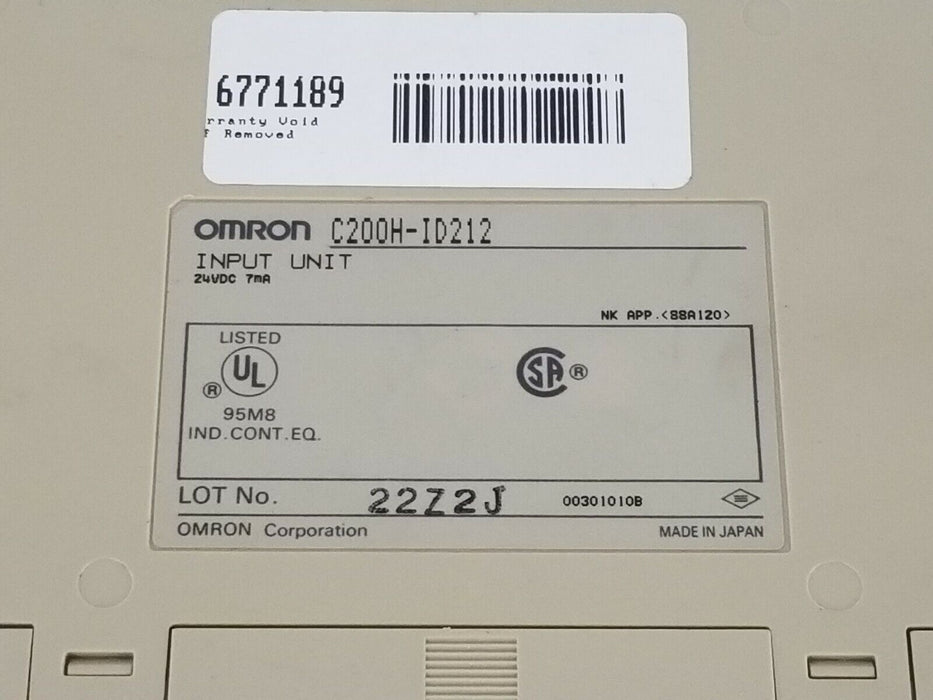 6771189
rranty Void
f Removed
OMRON C200H-ID212
INPUT UNIT
24VDC 7mA
NK APP.<88A120>
LISTED
UL
®
95M8
IND.CONT.EQ.
SA ®
LOT No. 22Z2J 00301010B
OMRON Corporation MADE IN JAPAN